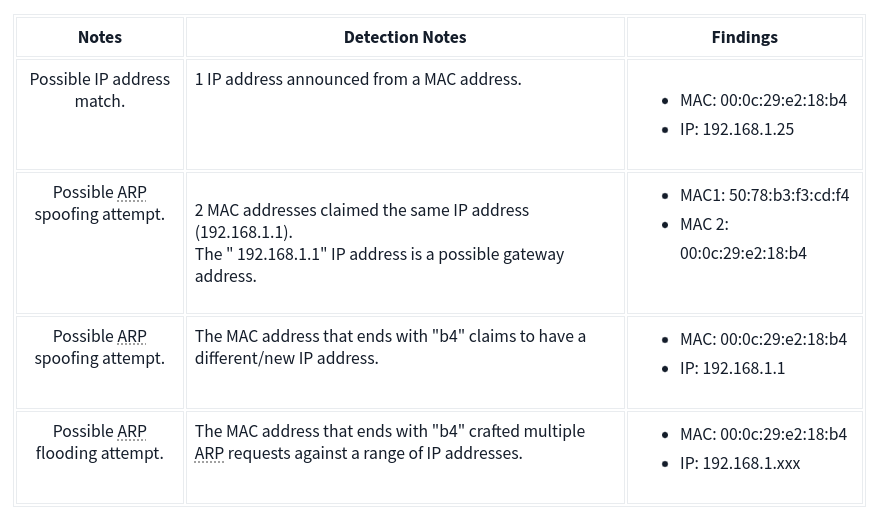 Notes
Detection Notes
Findings
Possible IP address
match.
1 IP address announced from a MAC address.
MAC: 00:0c:29:e2:18:b4
IP: 192.168.1.25
Possible ARP
spoofing attempt.
2 MAC addresses claimed the same IP address
(192.168.1.1).
The " 192.168.1.1" IP address is a possible gateway
address.
MAC1: 50:78:b3:f3:cd:f4
MAC 2:
00:0c:29:e2:18:b4
Possible ARP
spoofing attempt.
The MAC address that ends with "b4" claims to have a
different/new IP address.
MAC: 00:0c:29:e2:18:b4
IP: 192.168.1.1
Possible ARP
flooding attempt.
The MAC address that ends with "b4" crafted multiple
ARP requests against a range of IP addresses.
MAC: 00:0c:29:e2:18:b4
IP: 192.168.1.xxx